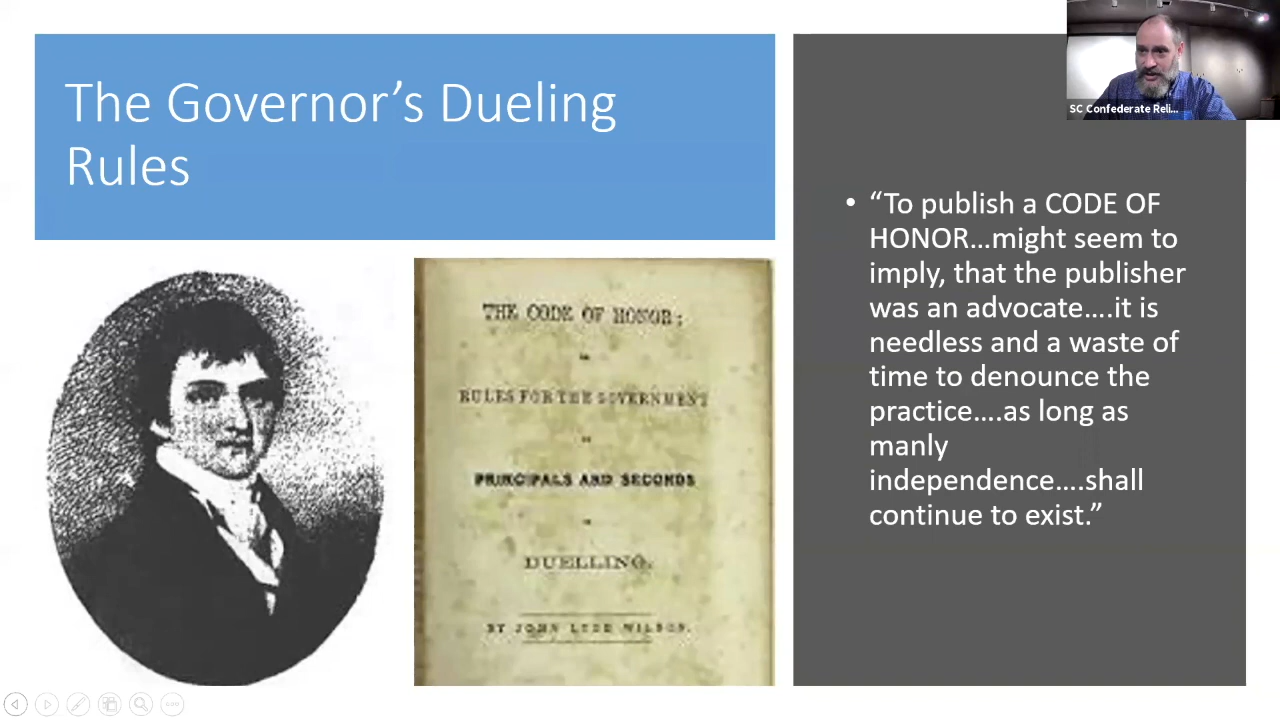 The Governor’s Dueling
Rules
THE CODE OF HONOR;
OR
RULES FOR THE GOVERNMENT
OF
PRINCIPALS AND SECONDS
IN
DUELLING.
BY JOHN LYDE WILSON.
SC Confederate Reli...
• “To publish a CODE OF
HONOR…might seem to
imply, that the publisher
was an advocate….it is
needless and a waste of
time to denounce the
practice….as long as
manly
independence….shall
continue to exist.”